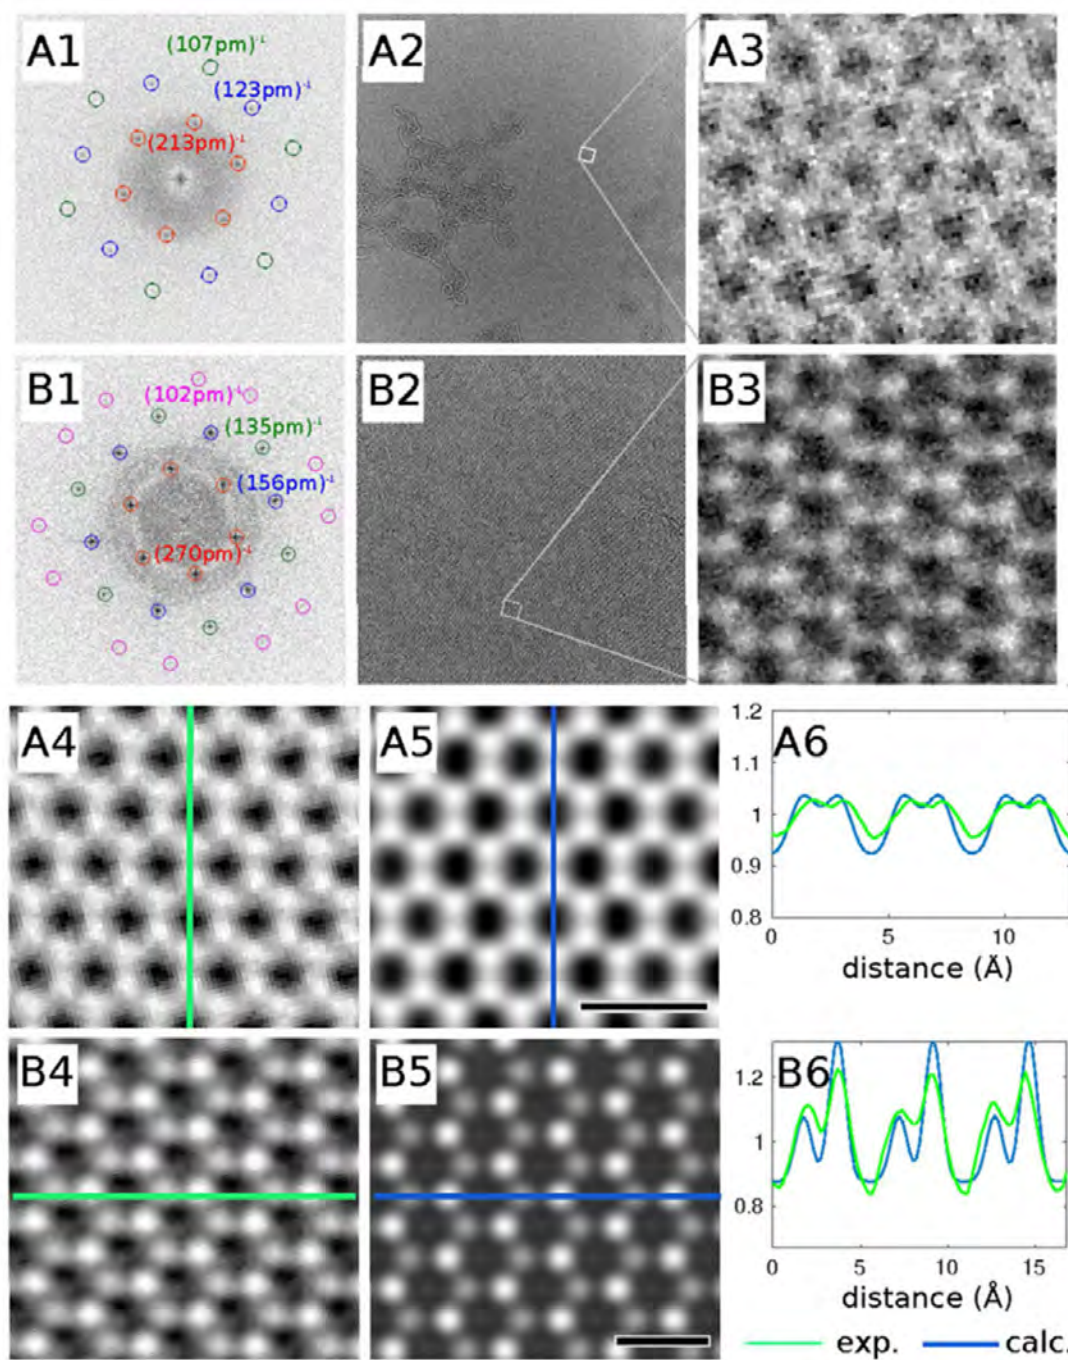 A1
(107pm)⁻¹
(123pm)⁻¹
(213pm)⁻¹
A2
A3
B1
(102pm)⁻¹
(135pm)⁻¹
(156pm)⁻¹
(270pm)⁻¹
B2
B3
A4
A5
A6
1.2
1.1
1
0.9
0.8
0 5 10
distance (Å)
B4
B5
B6
1.2
1
0.8
0 5 10 15
distance (Å)
exp. calc.